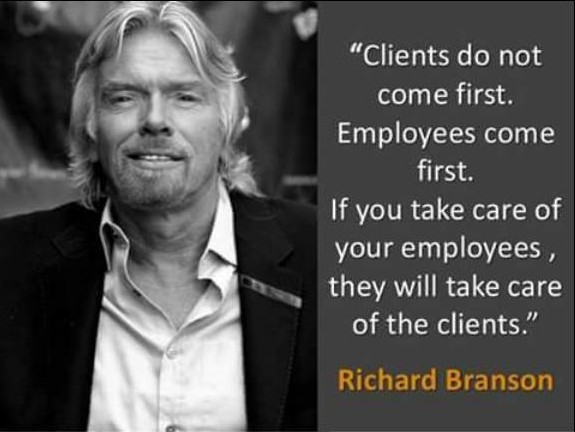 “Clients do not
come first.
Employees come
first.
If you take care of
your employees ,
they will take care
of the clients.”
Richard Branson